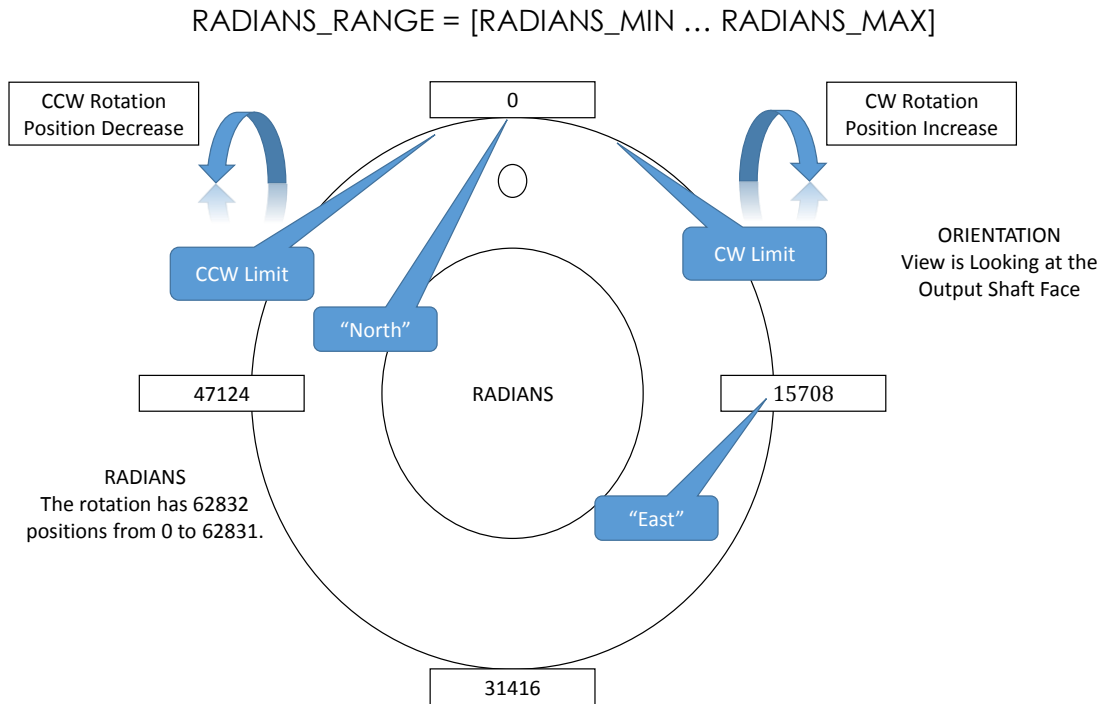 RADIANS_RANGE = [RADIANS_MIN … RADIANS_MAX]
CCW Rotation
Position Decrease
0
CW Rotation
Position Increase
CCW Limit
CW Limit
ORIENTATION
View is Looking at the
Output Shaft Face
“North”
47124
RADIANS
15708
RADIANS
The rotation has 62832
positions from 0 to 62831.
“East”
31416